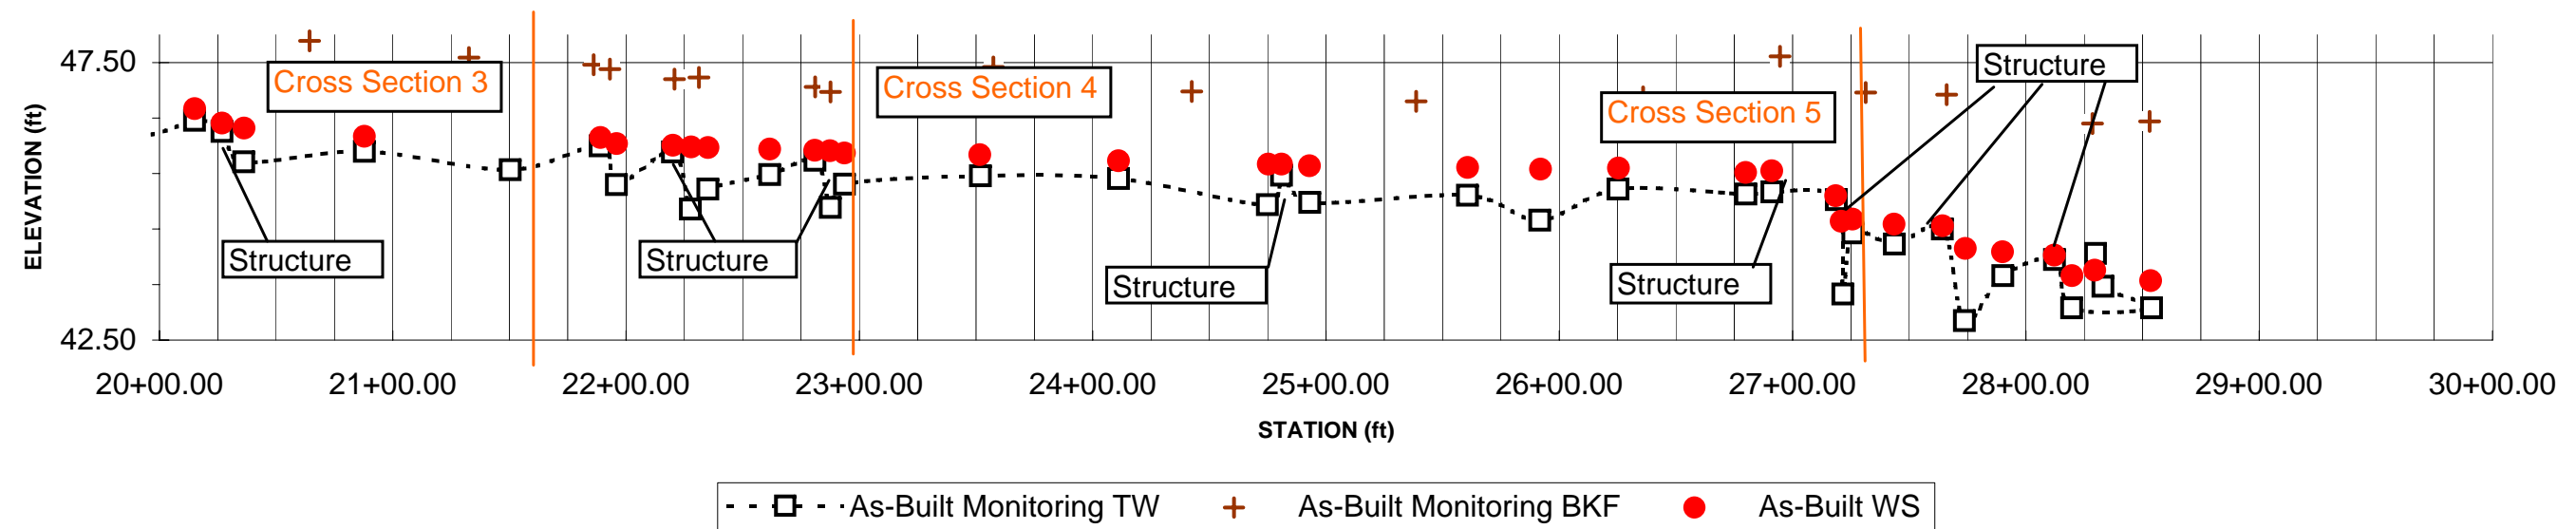 47.50
42.50
ELEVATION (ft)
Cross Section 3
Cross Section 4
Cross Section 5
Structure
Structure
Structure
Structure
Structure
20+00.00 21+00.00 22+00.00 23+00.00 24+00.00 25+00.00 26+00.00 27+00.00 28+00.00 29+00.00 30+00.00
STATION (ft)
As-Built Monitoring TW As-Built Monitoring BKF As-Built WS